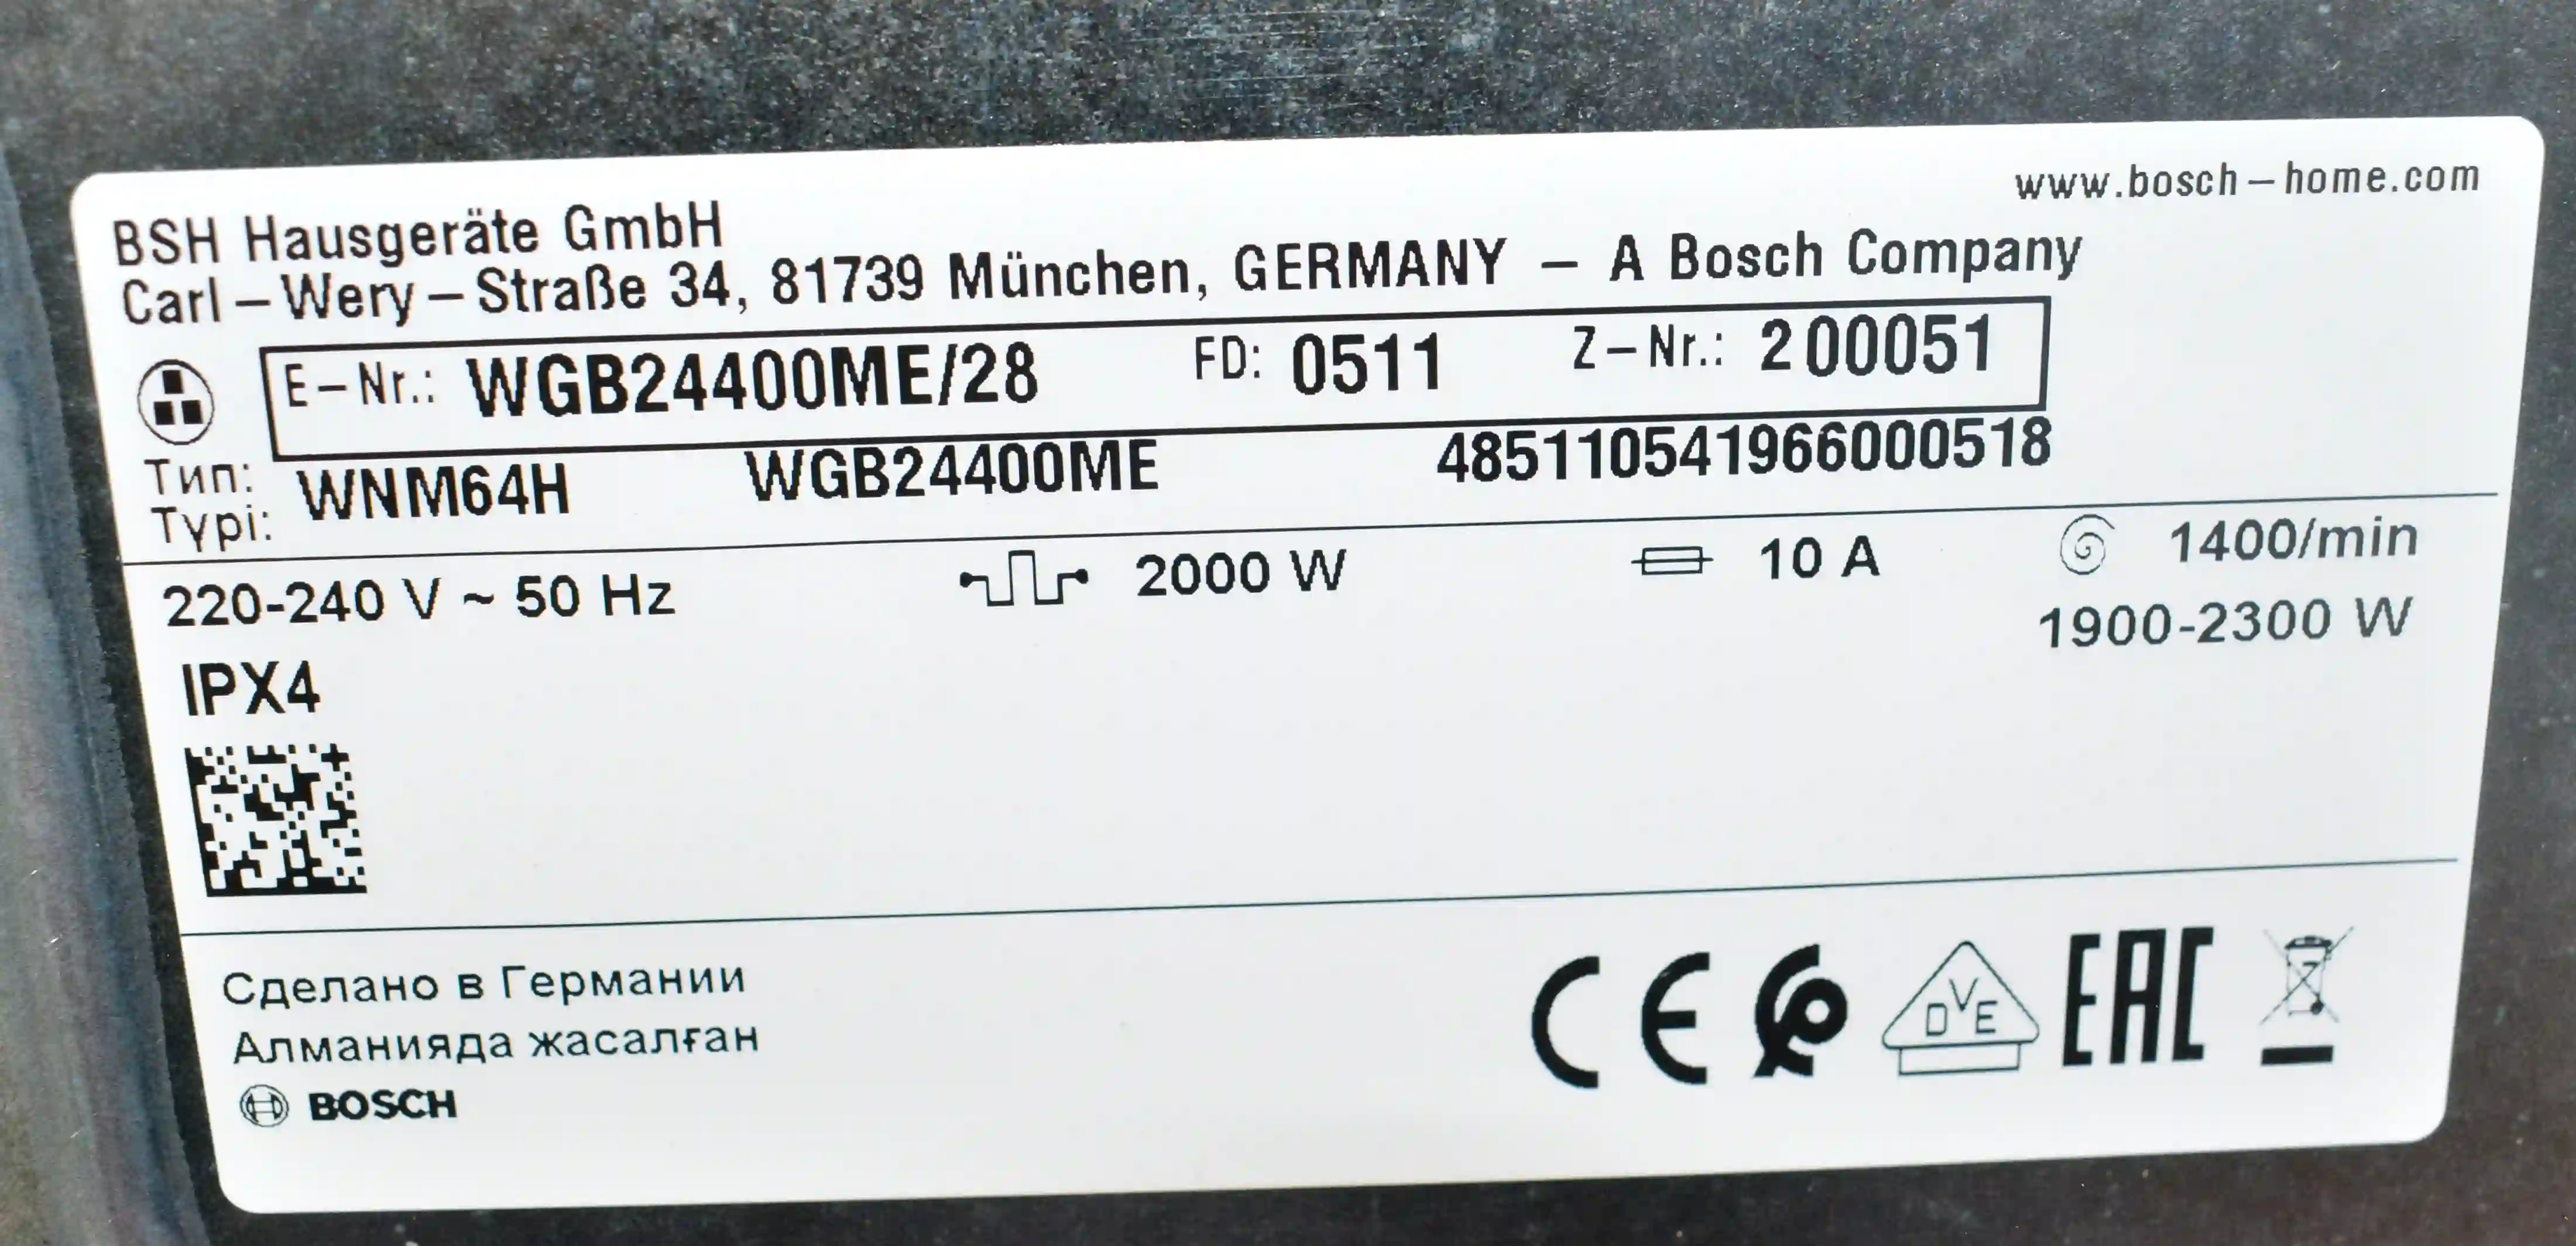 www.bosch-home.com
BSH Hausgeräte GmbH
Carl-Wery-Straße 34, 81739 München, GERMANY - A Bosch Company
E-Nr.: WGB24400ME/28 FD: 0511 Z-Nr.: 200051
Тип: Typi: WNM64H WGB24400ME 485110541966000518
220-240 V ~ 50 Hz 2000 W 10 A 1400/min
1900-2300 W
IPX4
Сделано в Германии
Алманияда жасалған
BOSCH
CE DVE EAC